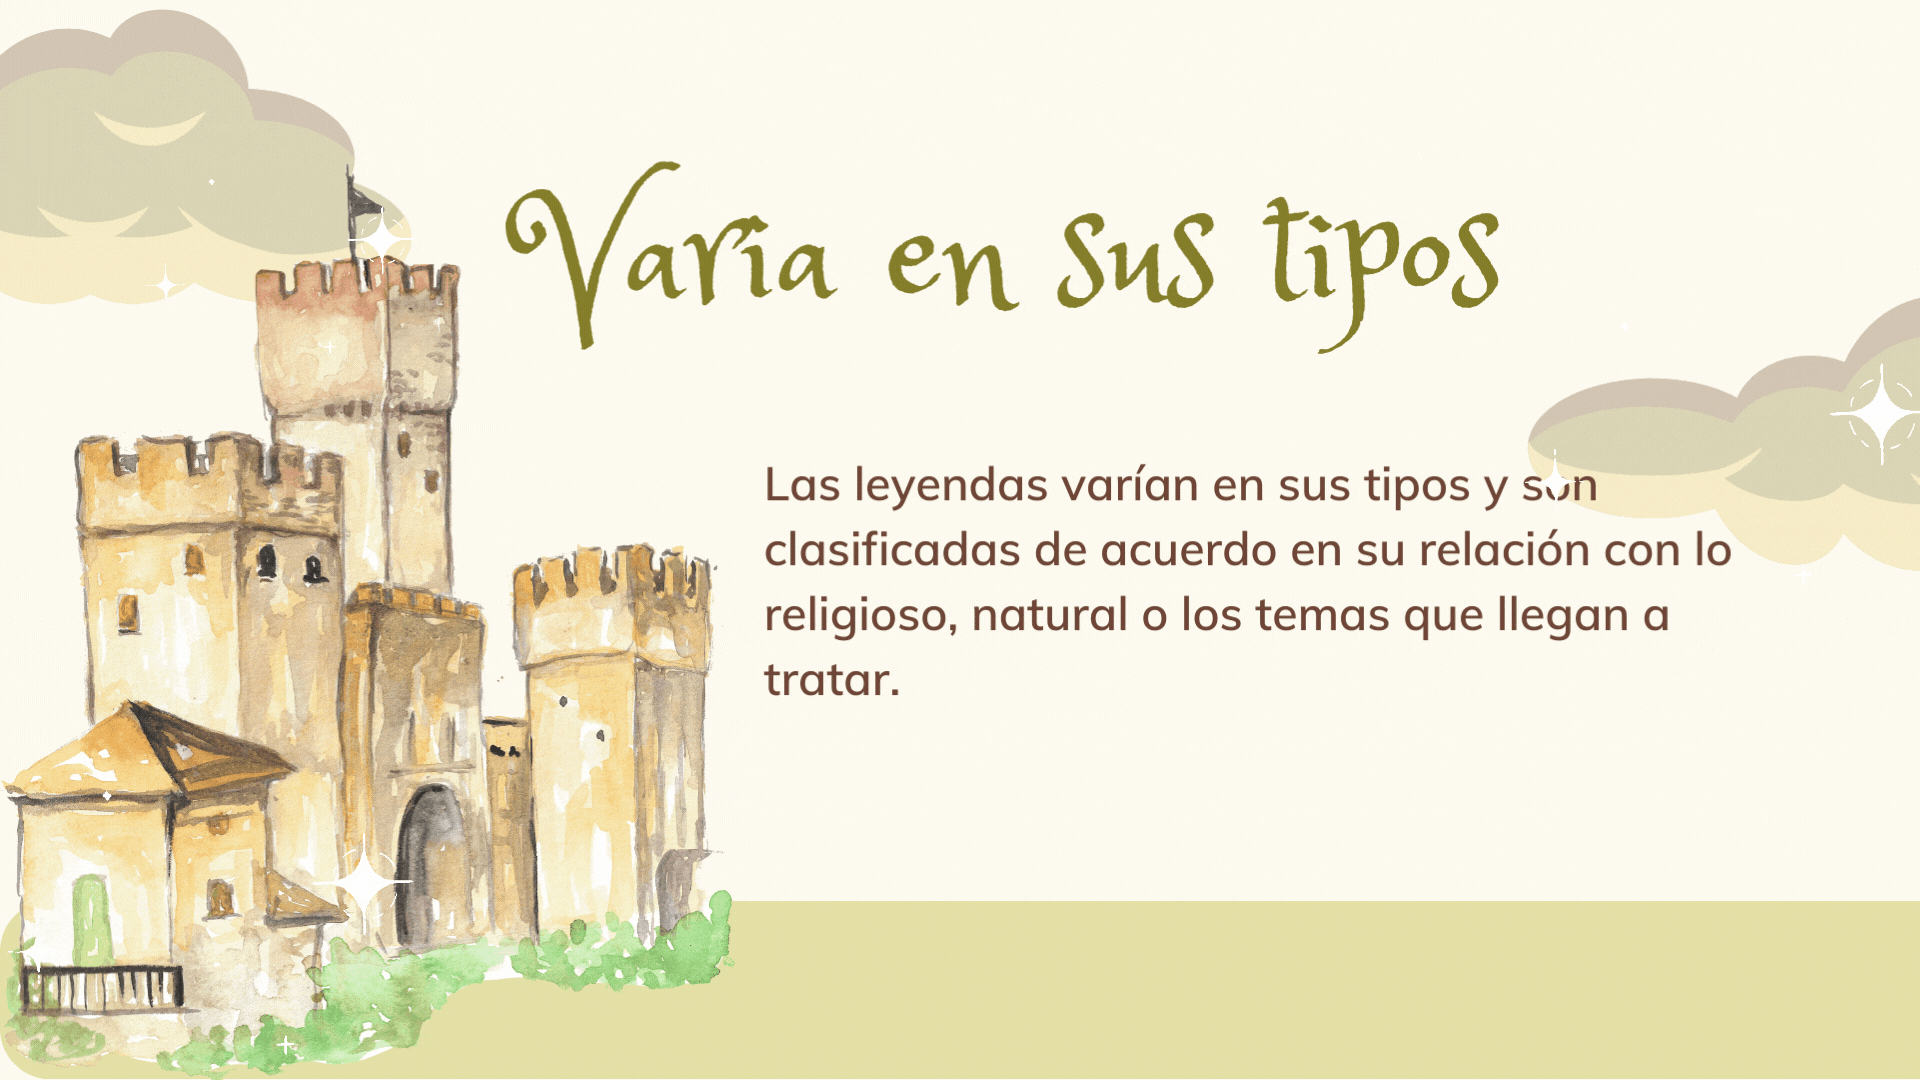 Varia en sus tipos
Las leyendas varían en sus tipos y son
clasificadas de acuerdo en su relación con lo
religioso, natural o los temas que llegan a
tratar.